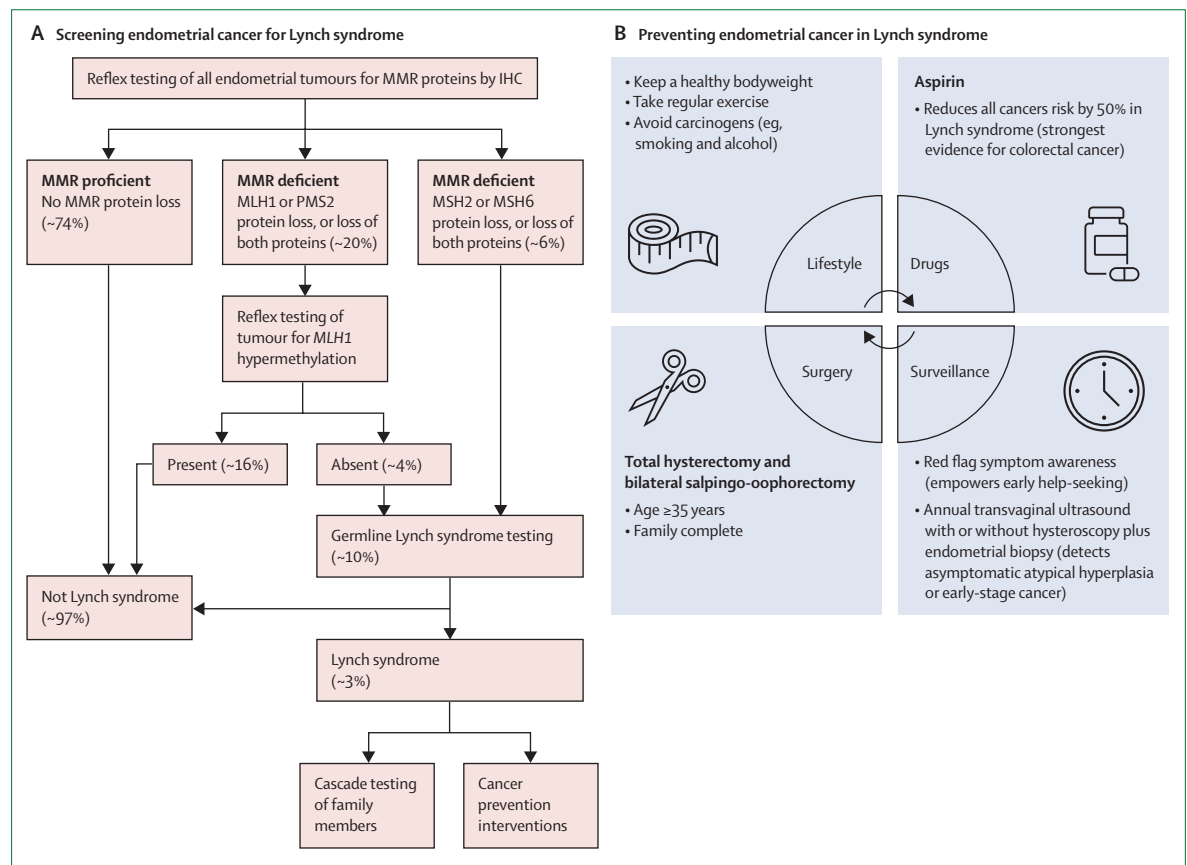 A Screening endometrial cancer for Lynch syndrome
Reflex testing of all endometrial tumours for MMR proteins by IHC
MMR proficient
No MMR protein loss
(~74%)
MMR deficient
MLH1 or PMS2
protein loss, or loss of
both proteins (~20%)
MMR deficient
MSH2 or MSH6
protein loss, or loss of
both proteins (~6%)
Reflex testing of
tumour for MLH1
hypermethylation
Present (~16%)
Absent (~4%)
Germline Lynch syndrome testing
(~10%)
Not Lynch syndrome
(~97%)
Lynch syndrome
(~3%)
Cascade testing
of family
members
Cancer
prevention
interventions
B Preventing endometrial cancer in Lynch syndrome
• Keep a healthy bodyweight
• Take regular exercise
• Avoid carcinogens (eg,
smoking and alcohol)
Aspirin
• Reduces all cancers risk by 50% in
Lynch syndrome (strongest
evidence for colorectal cancer)
Lifestyle
Drugs
Surgery
Surveillance
Total hysterectomy and
bilateral salpingo-oophorectomy
• Age ≥35 years
• Family complete
• Red flag symptom awareness
(empowers early help-seeking)
• Annual transvaginal ultrasound
with or without hysteroscopy plus
endometrial biopsy (detects
asymptomatic atypical hyperplasia
or early-stage cancer)